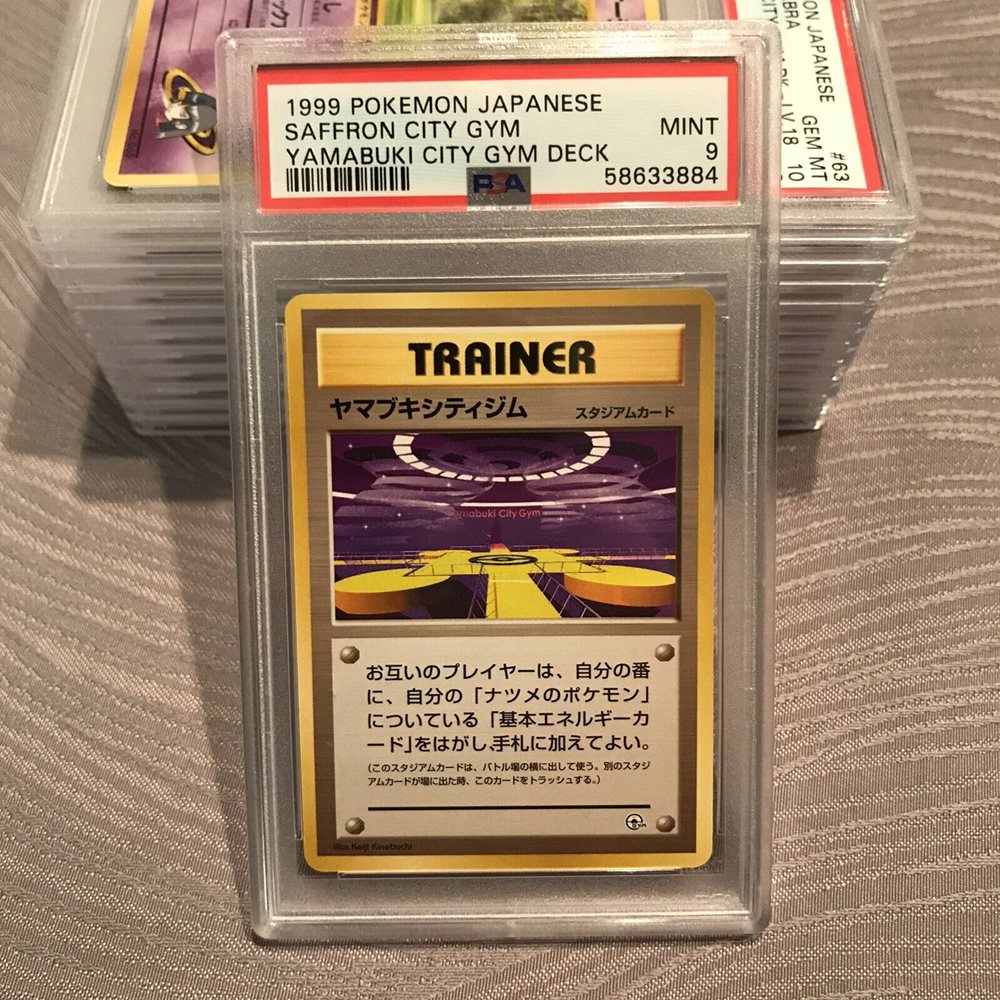 1999 POKEMON JAPANESE
SAFFRON CITY GYM MINT
YAMABUKI CITY GYM DECK 9
PSA 58633884
TRAINER
ヤマブキシティジム スタジアムカード
Yamabuki City Gym
お互いのプレイヤーは、自分の番
に、自分の「ナツメのポケモン」
についている「基本エネルギーカ
ード」をはがし、手札に加えてよい。
(このスタジアムカードは、バトル場の横に出して使う。別のスタジ
アムカードが場に出た時、このカードをトラッシュする。)
Illus. Keiji Kinebuchi
JAPANESE #63
GEM MT
LV.18 10